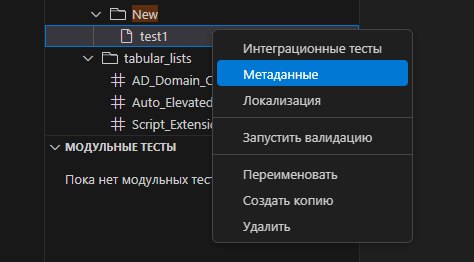 New
test1
tabular_lists
AD_Domain_C
Auto_Elevated
Script_Extensio
МОДУЛЬНЫЕ ТЕСТЫ
Пока нет модульных тест
Интеграционные тесты
Метаданные
Локализация
Запустить валидацию
Переименовать
Создать копию
Удалить